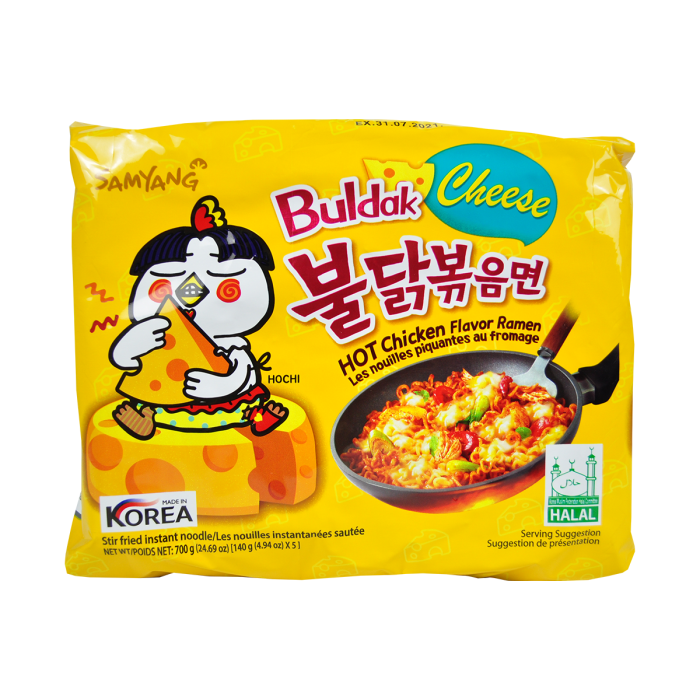 EX.31.07.2021
SAMYANG
Buldak
Cheese
불닭볶음면
HOT Chicken Flavor Ramen
Les nouilles piquantes au fromage
HOCHI
MADE IN
KOREA
Stir fried instant noodle/Les nouilles instantanées sautée
NET WT/POIDS NET: 700 g (24.69 oz) [140 g (4.94 oz) X 5]
حلال
HALAL
Serving Suggestion
Suggestion de présentation